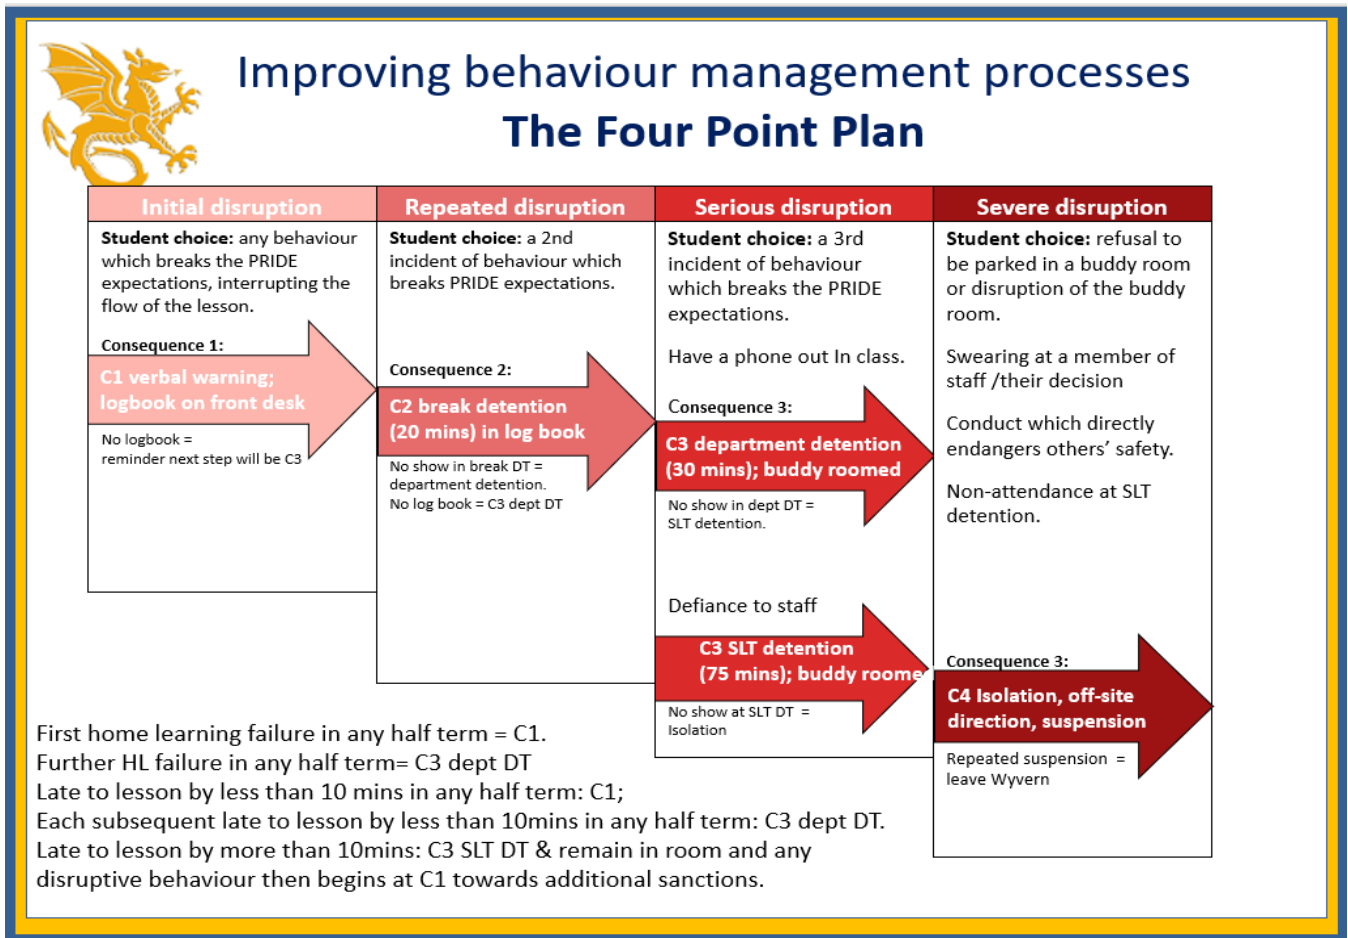 Improving behaviour management processes
The Four Point Plan
Initial disruption
Student choice: any behaviour
which breaks the PRIDE
expectations, interrupting the
flow of the lesson.
Consequence 1:
C1 verbal warning;
logbook on front desk
No logbook =
reminder next step will be C3
Repeated disruption
Student choice: a 2nd
incident of behaviour which
breaks PRIDE expectations.
Consequence 2:
C2 break detention
(20 mins) in log book
No show in break DT =
department detention.
No log book = C3 dept DT
Serious disruption
Student choice: a 3rd
incident of behaviour
which breaks the PRIDE
expectations.
Have a phone out In class.
Consequence 3:
C3 department detention
(30 mins); buddy roomed
No show in dept DT =
SLT detention.
Defiance to staff
C3 SLT detention
(75 mins); buddy roome
No show at SLT DT =
Isolation
Severe disruption
Student choice: refusal to
be parked in a buddy room
or disruption of the buddy
room.
Swearing at a member of
staff /their decision
Conduct which directly
endangers others’ safety.
Non-attendance at SLT
detention.
Consequence 3:
C4 Isolation, off-site
direction, suspension
Repeated suspension =
leave Wyvern
First home learning failure in any half term = C1.
Further HL failure in any half term= C3 dept DT
Late to lesson by less than 10 mins in any half term: C1;
Each subsequent late to lesson by less than 10mins in any half term: C3 dept DT.
Late to lesson by more than 10mins: C3 SLT DT & remain in room and any
disruptive behaviour then begins at C1 towards additional sanctions.